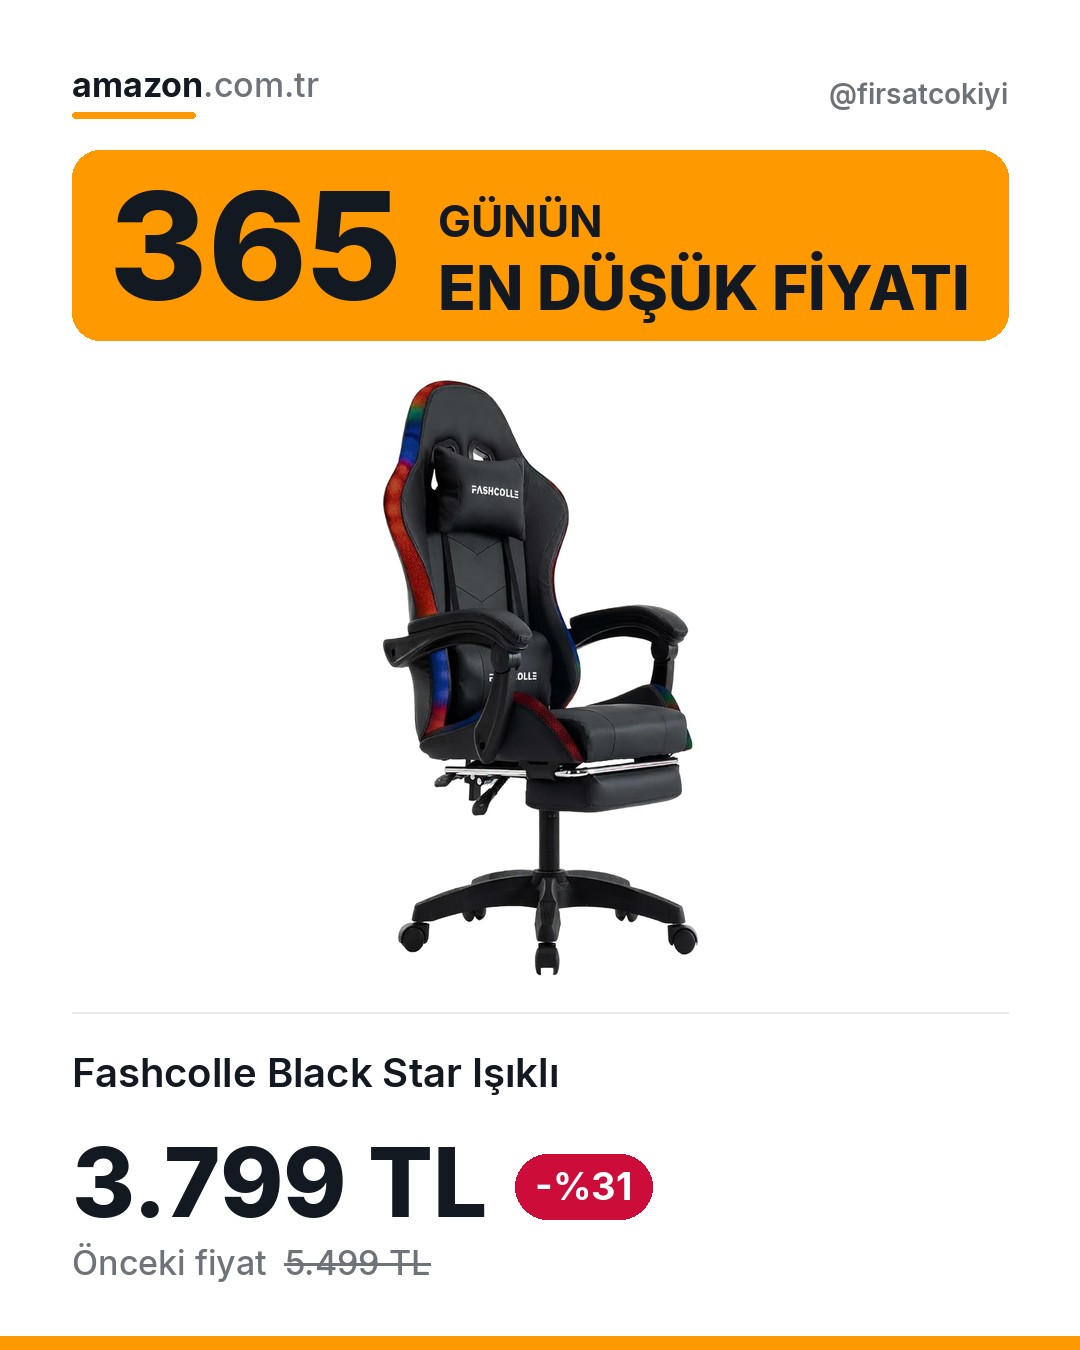 amazon.com.tr
@firsatcokiyi
365
GÜNÜN
EN DÜŞÜK FİYATI
FASHCOLLE
3.799 TL -%31
Fashcolle Black Star Işıklı
Önceki fiyat 5.499 TL